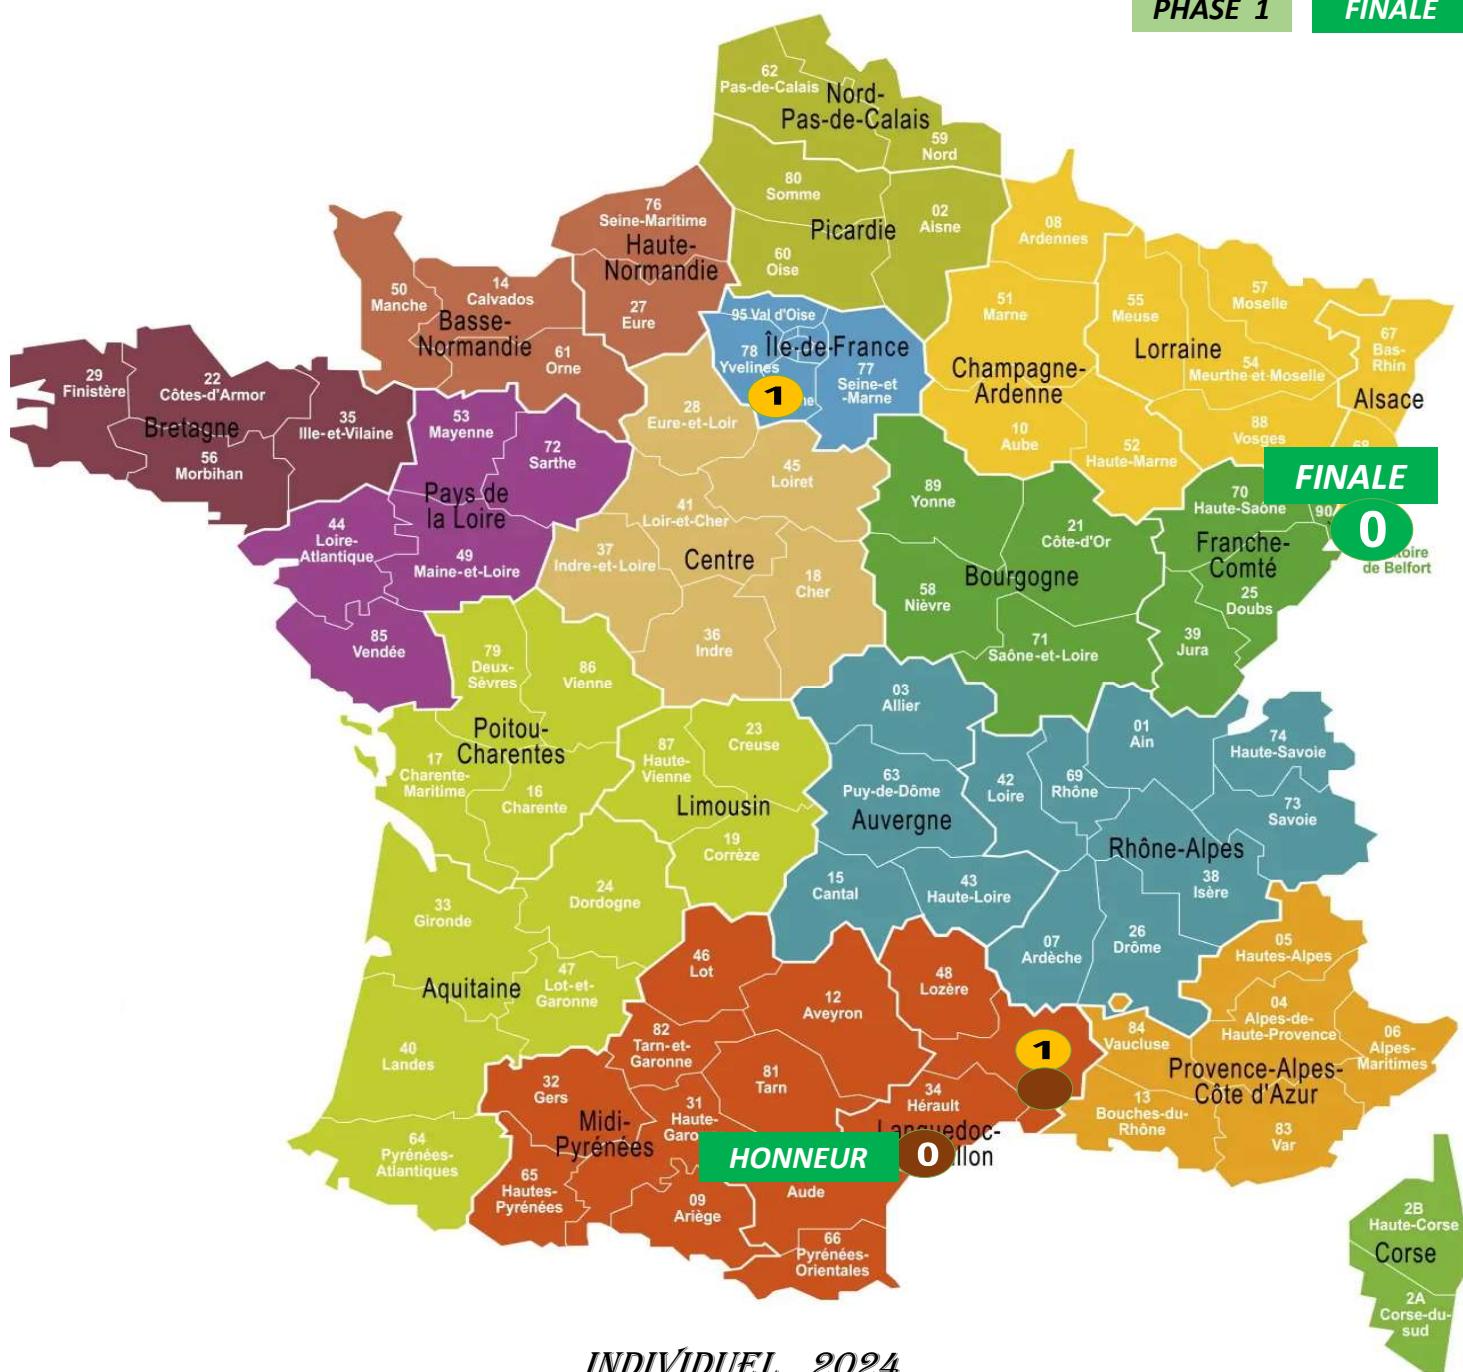 PHASE 1
FINALE
62
Pas-de-Calais
Nord-
Pas-de-Calais
59
Nord
80
Somme
02
Aisne
Picardie
60
Oise
76
Seine-Maritime
Haute-
Normandie
27
Eure
08
Ardennes
50
Manche
14
Calvados
Basse-
Normandie
61
Orne
51
Marne
55
Meuse
57
Moselle
67
Bas-
Rhin
Lorraine
54
Meurthe-et-Moselle
Champagne-
Ardenne
Alsace
95 Val d'Oise
Île-de-France
78
Yvelines
77
Seine-et
-Marne
1
ne
29
Finistère
22
Côtes-d'Armor
35
Ille-et-Vilaine
Bretagne
56
Morbihan
53
Mayenne
72
Sarthe
28
Eure-et-Loir
10
Aube
52
Haute-Marne
88
Vosges
68
FINALE
0
45
Loiret
89
Yonne
70
Haute-Saône
90
toire
de Belfort
Pays de
la Loire
44
Loire-
Atlantique
49
Maine-et-Loire
41
Loir-et-Cher
37
Indre-et-Loire
Centre
18
Cher
21
Côte-d'Or
Franche-
Comté
Bourgogne
58
Nièvre
25
Doubs
85
Vendée
79
Deux-
Sèvres
86
Vienne
36
Indre
71
Saône-et-Loire
39
Jura
03
Allier
01
Ain
74
Haute-Savoie
Poitou-
Charentes
17
Charente-
Maritime
16
Charente
87
Haute-
Vienne
23
Creuse
63
Puy-de-Dôme
42
Loire
69
Rhône
73
Savoie
Limousin
Auvergne
Rhône-Alpes
19
Corrèze
15
Cantal
43
Haute-Loire
38
Isère
33
Gironde
24
Dordogne
07
Ardèche
26
Drôme
05
Hautes-Alpes
46
Lot
48
Lozère
47
Lot-et-
Garonne
Aquitaine
12
Aveyron
04
Alpes-de-
Haute-Provence
40
Landes
82
Tarn-et-
Garonne
1
84
Vaucluse
06
Alpes-
Maritimes
Provence-Alpes-
Côte d'Azur
32
Gers
81
Tarn
34
Hérault
13
Bouches-du-
Rhône
83
Var
31
Haute-
Garo
Midi-
Pyrénées
Languedoc-
llon
HONNEUR
0
64
Pyrénées-
Atlantiques
65
Hautes-
Pyrénées
09
Ariège
Aude
66
Pyrénées-
Orientales
2B
Haute-Corse
Corse
2A
Corse-du-
sud
INDIVIDUEL 2024